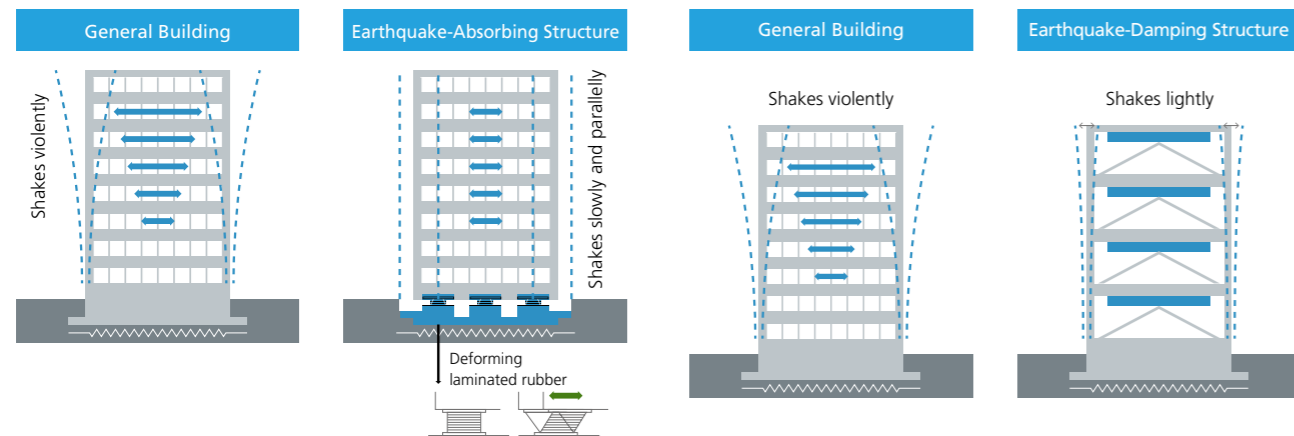 General Building
Earthquake-Absorbing Structure
General Building
Earthquake-Damping Structure
Shakes violently
Shakes slowly and parallelly
Shakes violently
Shakes lightly
Deforming
laminated rubber